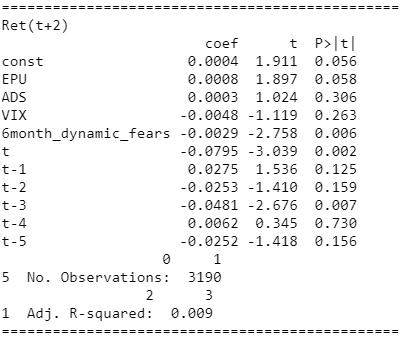 ================================================
Ret(t+2)
coef t P>|t|
const 0.0004 1.911 0.056
EPU 0.0008 1.897 0.058
ADS 0.0003 1.024 0.306
VIX -0.0048 -1.119 0.263
6month_dynamic_fears -0.0029 -2.758 0.006
t -0.0795 -3.039 0.002
t-1 0.0275 1.536 0.125
t-2 -0.0253 -1.410 0.159
t-3 -0.0481 -2.676 0.007
t-4 0.0062 0.345 0.730
t-5 -0.0252 -1.418 0.156
0 1
5 No. Observations: 3190
2 3
1 Adj. R-squared: 0.009
================================================